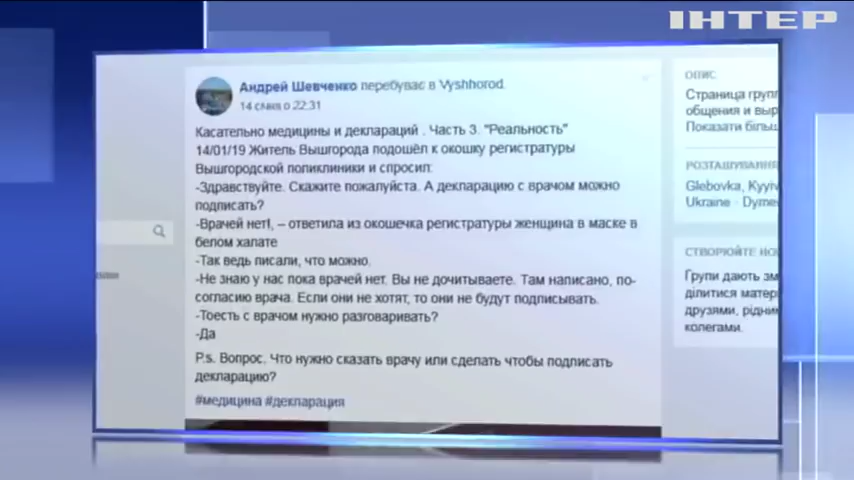 ІНТЕР
Андрей Шевченко перебуває в Vyshhorod.
14 січня о 22:31
Касательно медицины и деклараций . Часть 3. "Реальность"
14/01/19 Житель Вышгорода подошёл к окошку регистратуры
Вышгородской поликлиники и спросил:
-Здравствуйте. Скажите пожалуйста. А декларацию с врачом можно
подписать?
-Врачей нет!, – ответила из окошечка регистратуры женщина в маске в
белом халате
-Так ведь писали, что можно.
-Не знаю у нас пока врачей нет. Вы не дочитываете. Там написано, по-
согласию врача. Если они не хотят, то они не будут подписывать.
-Тоесть с врачом нужно разговаривать?
-Да
P.s. Вопрос. Что нужно сказать врачу или сделать чтобы подписать
декларацию?
#медицина #декларация
ОПИС
Страница групп
общения и выр
Показати більш
РОЗТАШУВАННЯ
Glebovka, Kyyiv
Ukraine · Dyme
СТВОРЮЙТЕ НО
Групи дають зм
ділитися матер
друзями, рідни
колегами.